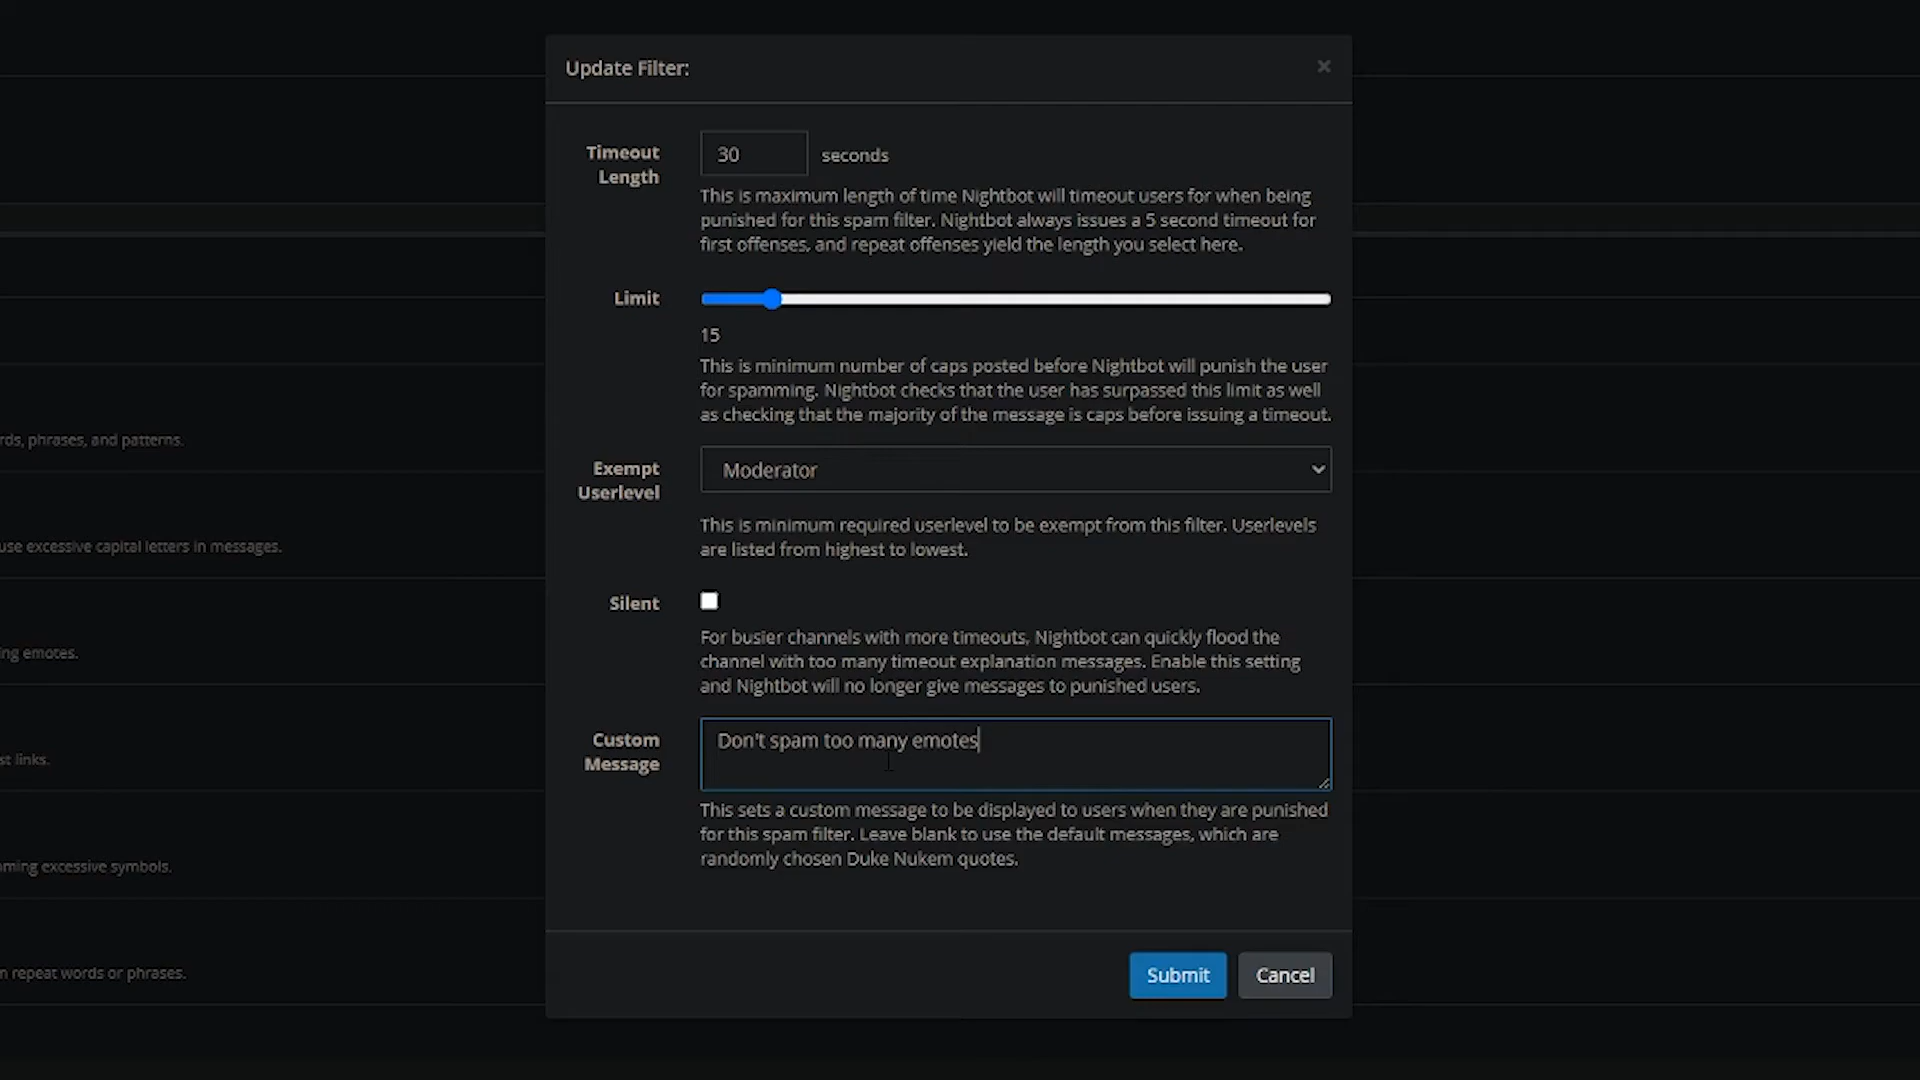 Update Filter:
×
Timeout
Length
30
seconds
This is maximum length of time Nightbot will timeout users for when being
punished for this spam filter. Nightbot always issues a 5 second timeout for
first offenses, and repeat offenses yield the length you select here.
Limit
15
This is minimum number of caps posted before Nightbot will punish the user
for spamming. Nightbot checks that the user has surpassed this limit as well
as checking that the majority of the message is caps before issuing a timeout.
rds, phrases, and patterns.
Exempt
Userlevel
Moderator
This is minimum required userlevel to be exempt from this filter. Userlevels
are listed from highest to lowest.
use excessive capital letters in messages.
Silent
For busier channels with more timeouts, Nightbot can quickly flood the
channel with too many timeout explanation messages. Enable this setting
and Nightbot will no longer give messages to punished users.
ing emotes.
Custom
Message
Don't spam too many emotes
st links.
This sets a custom message to be displayed to users when they are punished
for this spam filter. Leave blank to use the default messages, which are
randomly chosen Duke Nukem quotes.
ming excessive symbols.
m repeat words or phrases.
Submit
Cancel